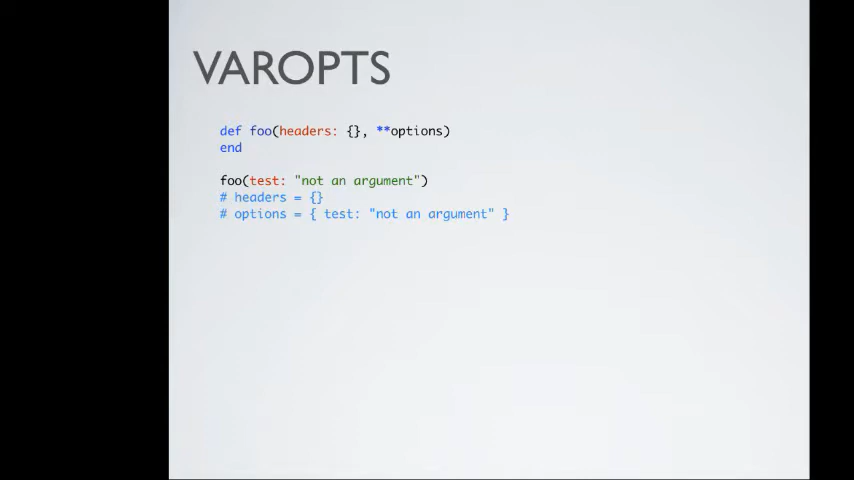 VAROPTS
def foo(headers: {}, **options)
end
foo(test: "not an argument")
# headers = {}
# options = { test: "not an argument" }